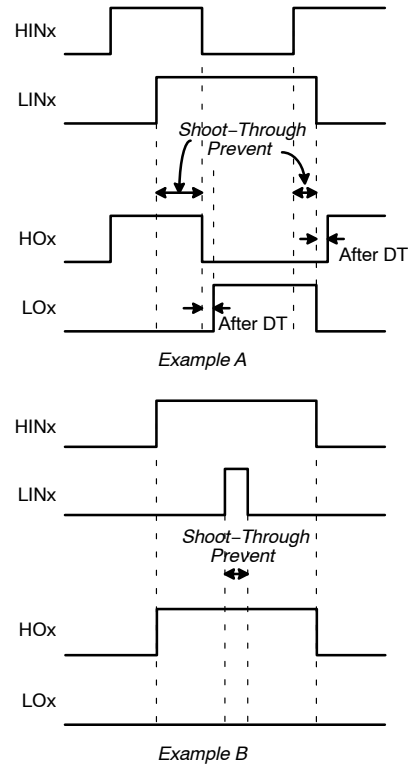 HINx
LINx
Shoot−Through
Prevent
HOx
After DT
LOx
After DT
Example A
HINx
LINx
Shoot−Through
Prevent
HOx
LOx
Example B